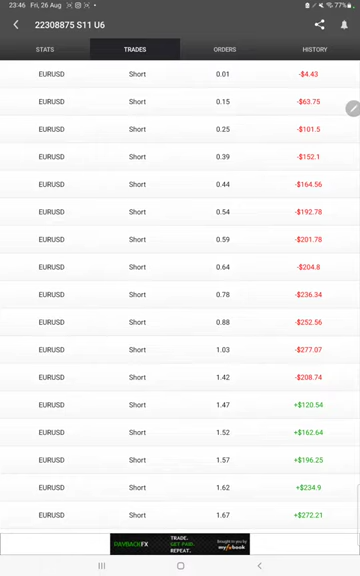 23:46 Fri, 26 Aug 77%
22308875 S11 U6
STATS TRADES ORDERS HISTORY
EURUSD Short 0.01 -$4.43
EURUSD Short 0.15 -$63.75
EURUSD Short 0.25 -$101.5
EURUSD Short 0.39 -$152.1
EURUSD Short 0.44 -$164.56
EURUSD Short 0.54 -$192.78
EURUSD Short 0.59 -$201.78
EURUSD Short 0.64 -$204.8
EURUSD Short 0.78 -$236.34
EURUSD Short 0.88 -$252.56
EURUSD Short 1.03 -$277.07
EURUSD Short 1.42 -$208.74
EURUSD Short 1.47 +$120.54
EURUSD Short 1.52 +$162.64
EURUSD Short 1.57 +$196.25
EURUSD Short 1.62 +$234.9
EURUSD Short 1.67 +$272.21
PAYBACKFX
TRADE.
GET PAID.
REPEAT.
Brought to you by
myfxbook